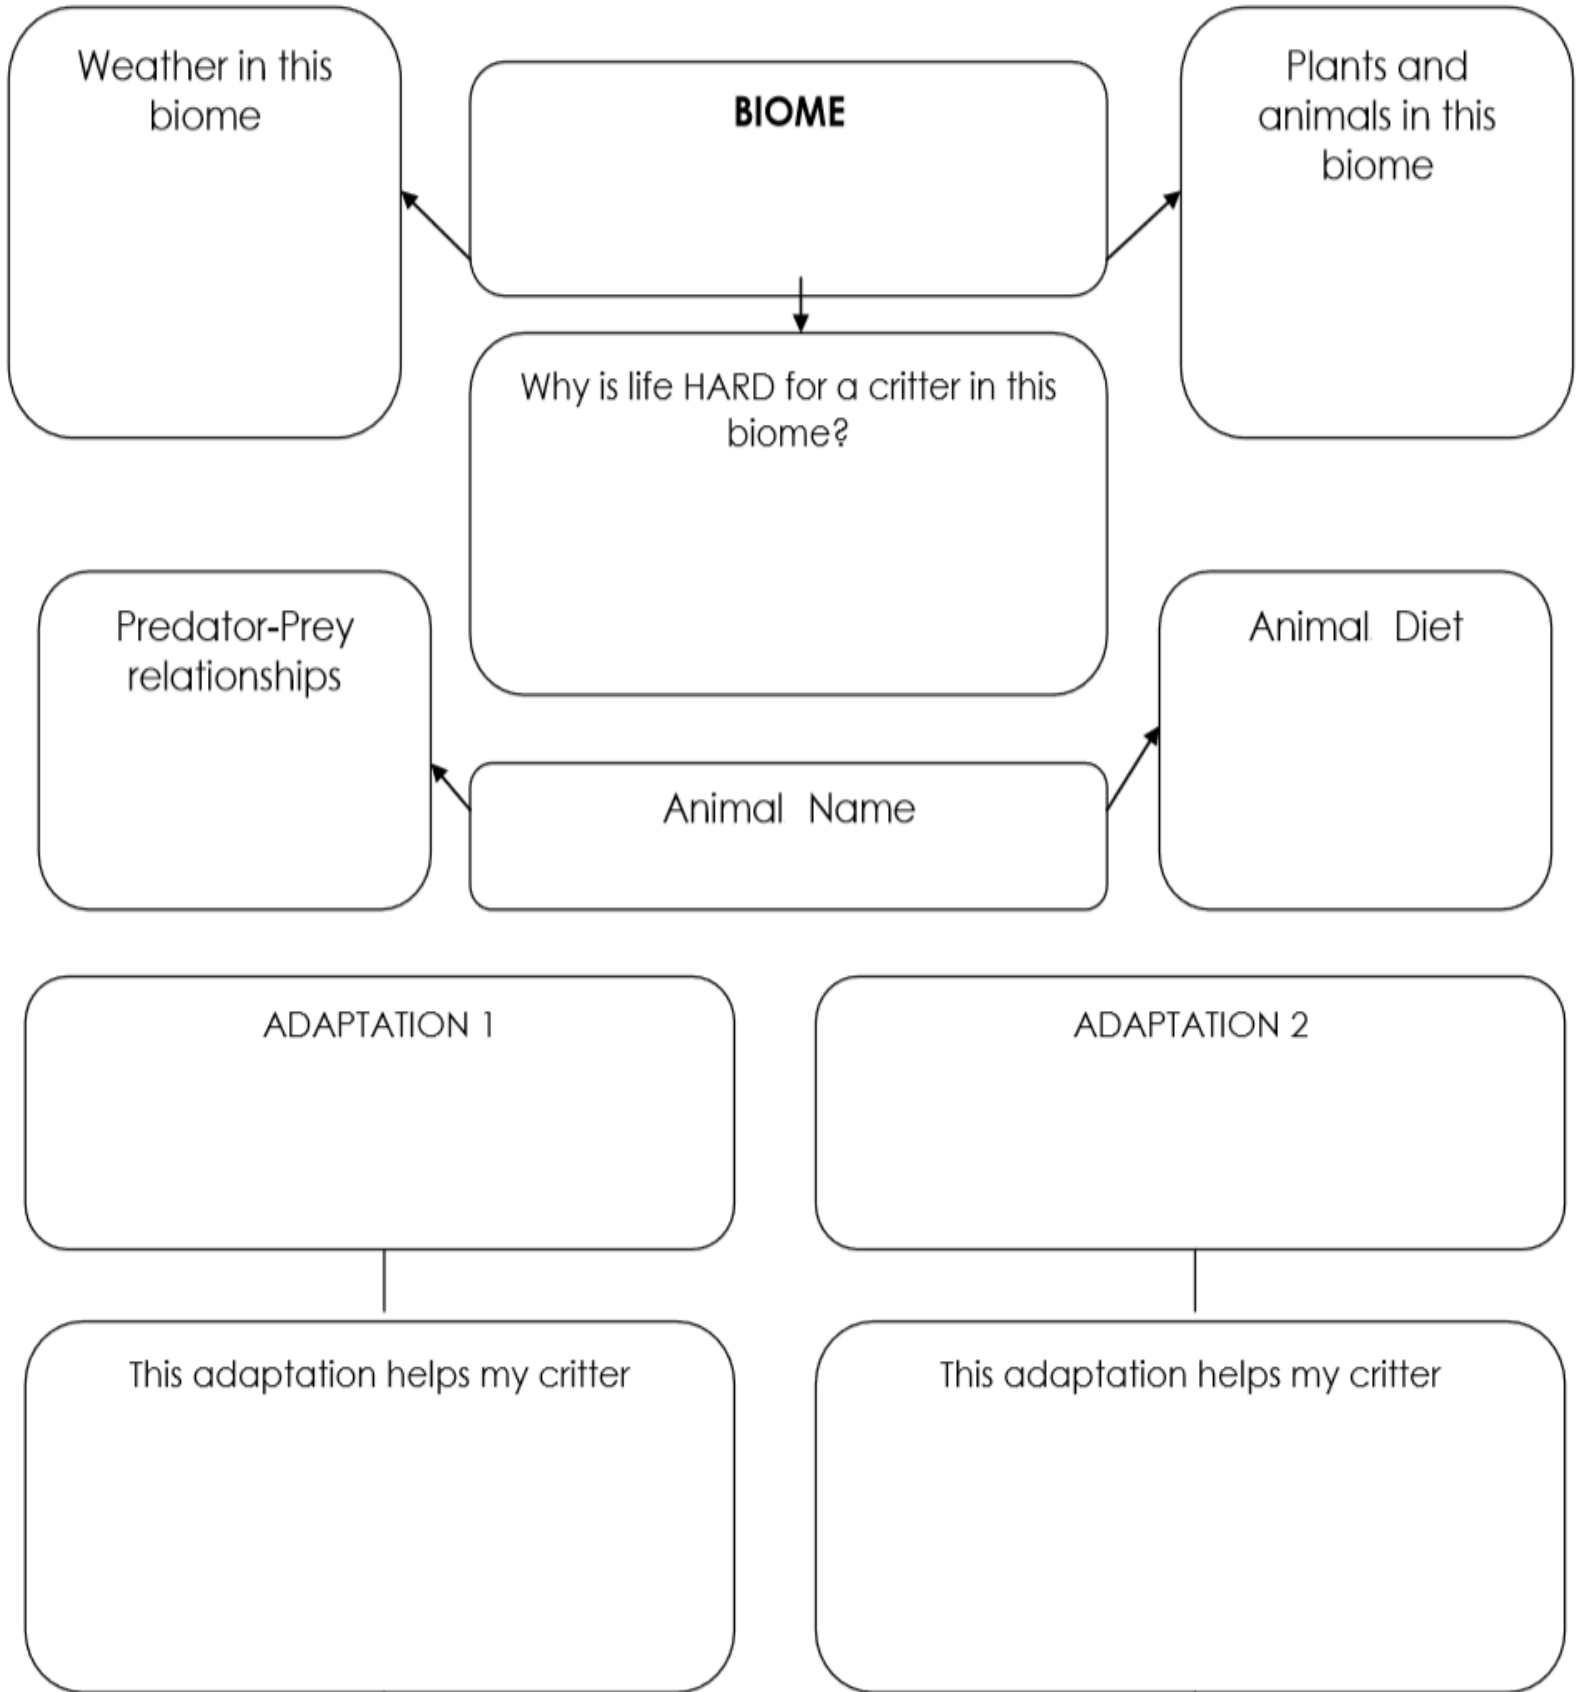 Weather in this
biome
BIOME
Plants and
animals in this
biome
Why is life HARD for a critter in this
biome?
Predator-Prey
relationships
Animal Diet
Animal Name
ADAPTATION 1
ADAPTATION 2
This adaptation helps my critter
This adaptation helps my critter